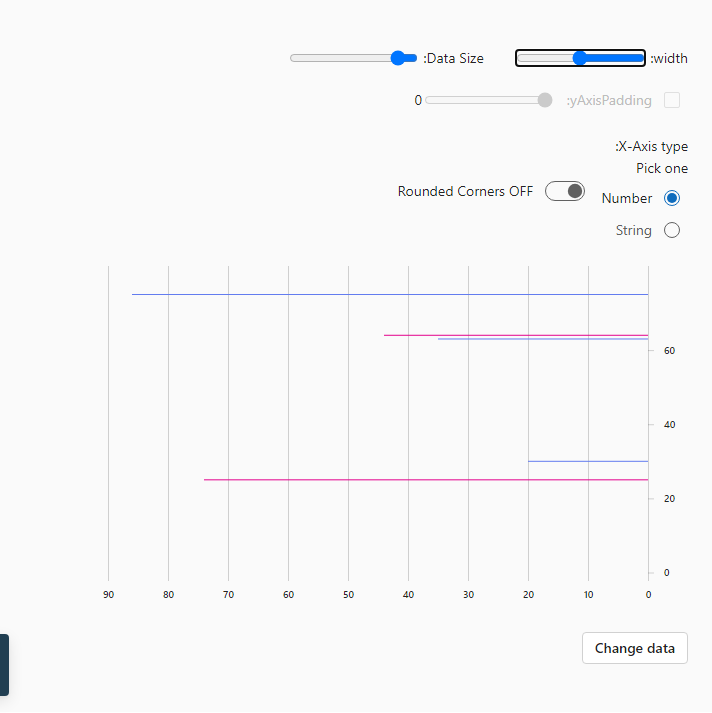 :width
:Data Size
:yAxisPadding
0
:X-Axis type
Pick one
Number
Rounded Corners OFF
String
60
40
20
0
90 80 70 60 50 40 30 20 10 0
Change data